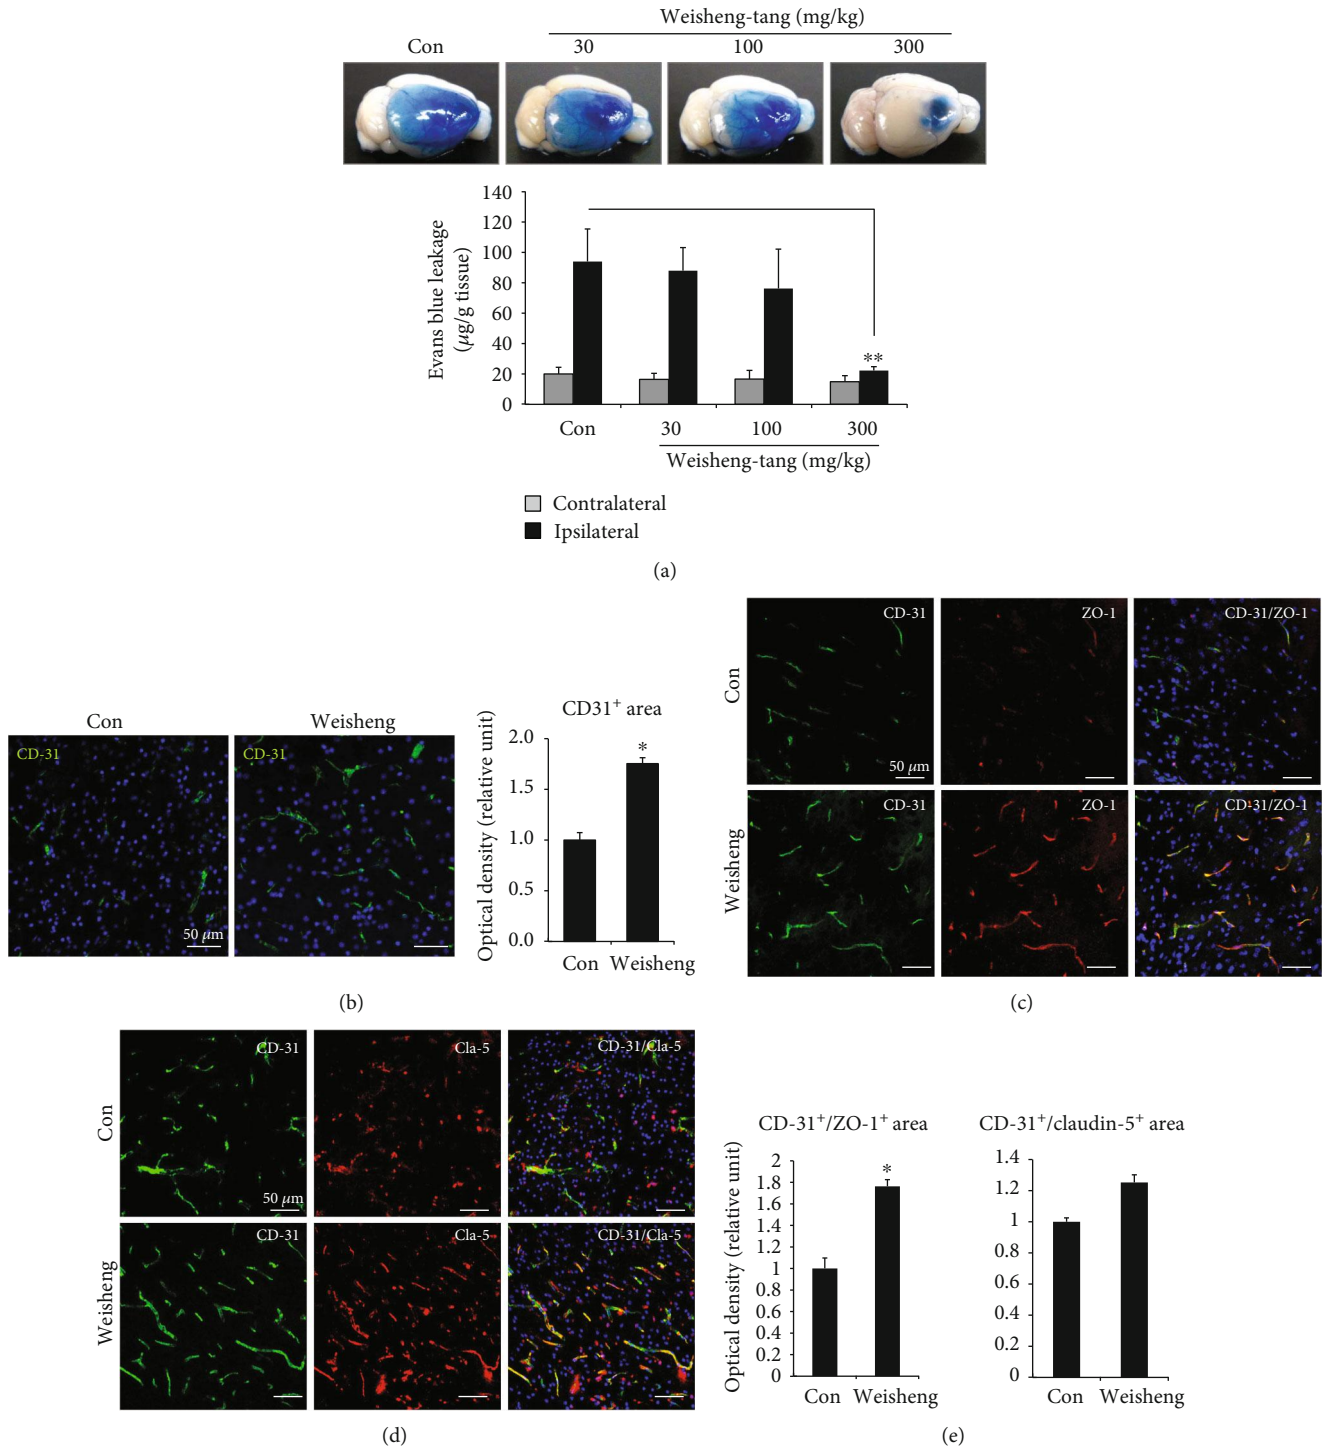 Weisheng-tang (mg/kg)
Con 30 100 300
140
120
100
80
60
40
20
0
Evans blue leakage
(μg/g tissue)
**
Con 30 100 300
Weisheng-tang (mg/kg)
Contralateral
Ipsilateral
(a)
Con Weisheng
CD-31 CD-31
50 μm
CD31⁺ area
Optical density (relative unit)
2.0
1.5
1.0
0.5
0.0
*
Con Weisheng
(b)
Con
CD-31 ZO-1 CD-31/ZO-1
50 μm
Weisheng
CD-31 ZO-1 CD-31/ZO-1
(c)
Con
CD-31 Cla-5 CD-31/Cla-5
50 μm
Weisheng
CD-31 Cla-5 CD-31/Cla-5
(d)
CD-31⁺/ZO-1⁺ area
Optical density (relative unit)
2
1.8
1.6
1.4
1.2
1
0.8
0.6
0.4
0.2
0
*
Con Weisheng
CD-31⁺/claudin-5⁺ area
1.4
1.2
1
0.8
0.6
0.4
0.2
0
Con Weisheng
(e)